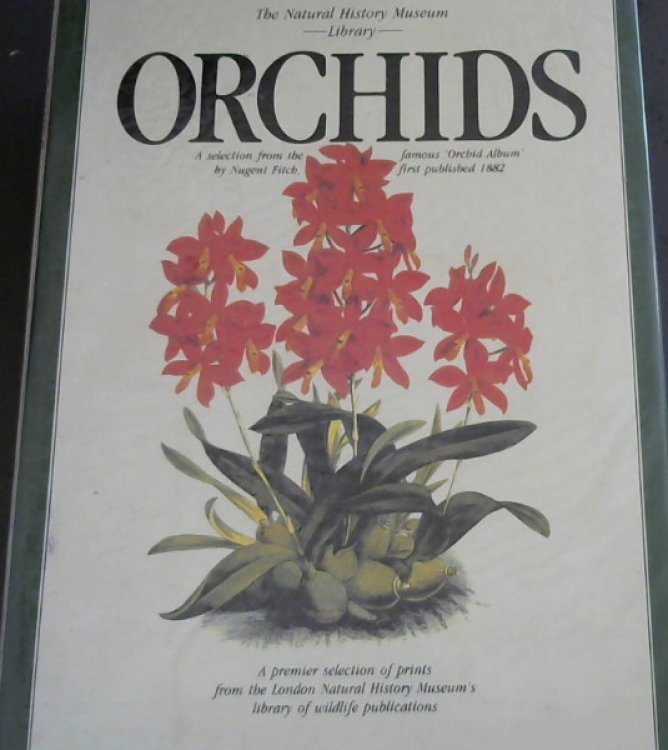 The Natural History Museum
—Library—
ORCHIDS
A selection from the famous 'Orchid Album'
by Nugent Fitch, first published 1882
A premier selection of prints
from the London Natural History Museum's
library of wildlife publications